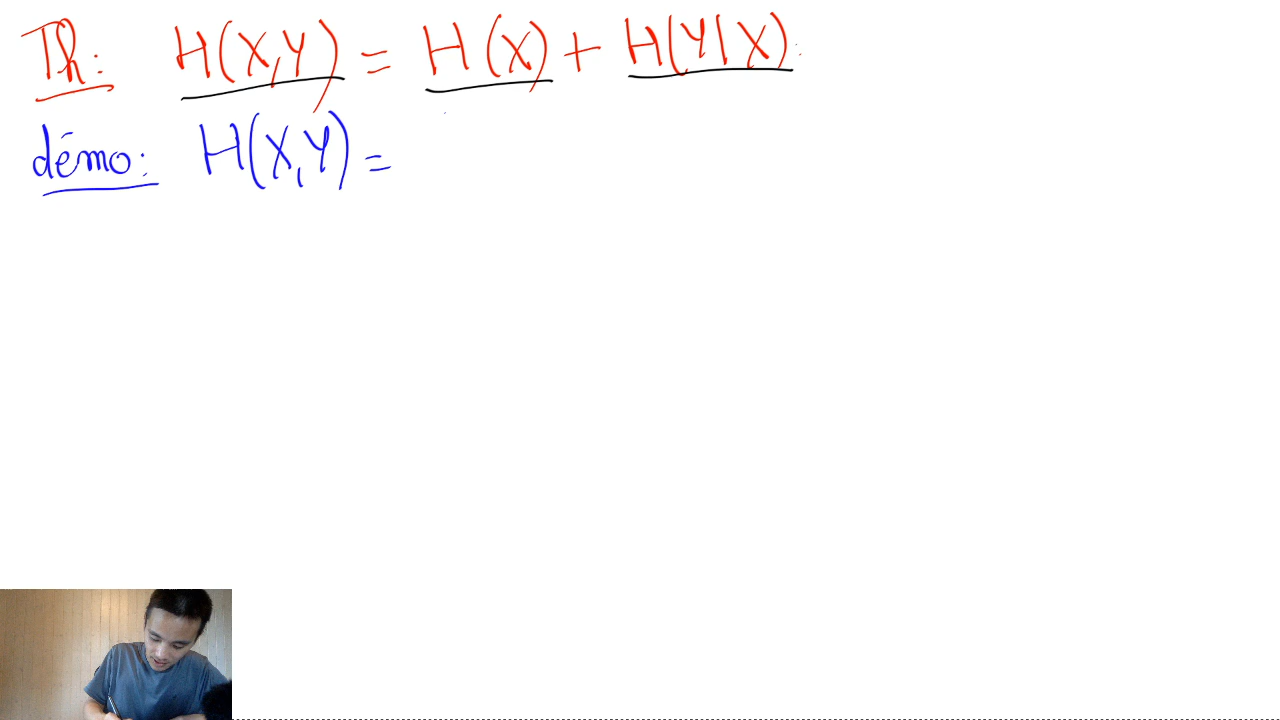 Th: H(X,Y) = H(X) + H(Y|X)
démo: H(X,Y) =